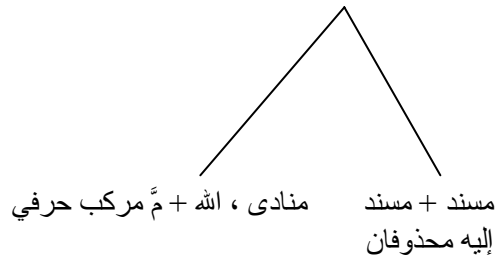 مسند + مسند
إليه محذوفان
منادى ، الله + مَّ مركب حرفي